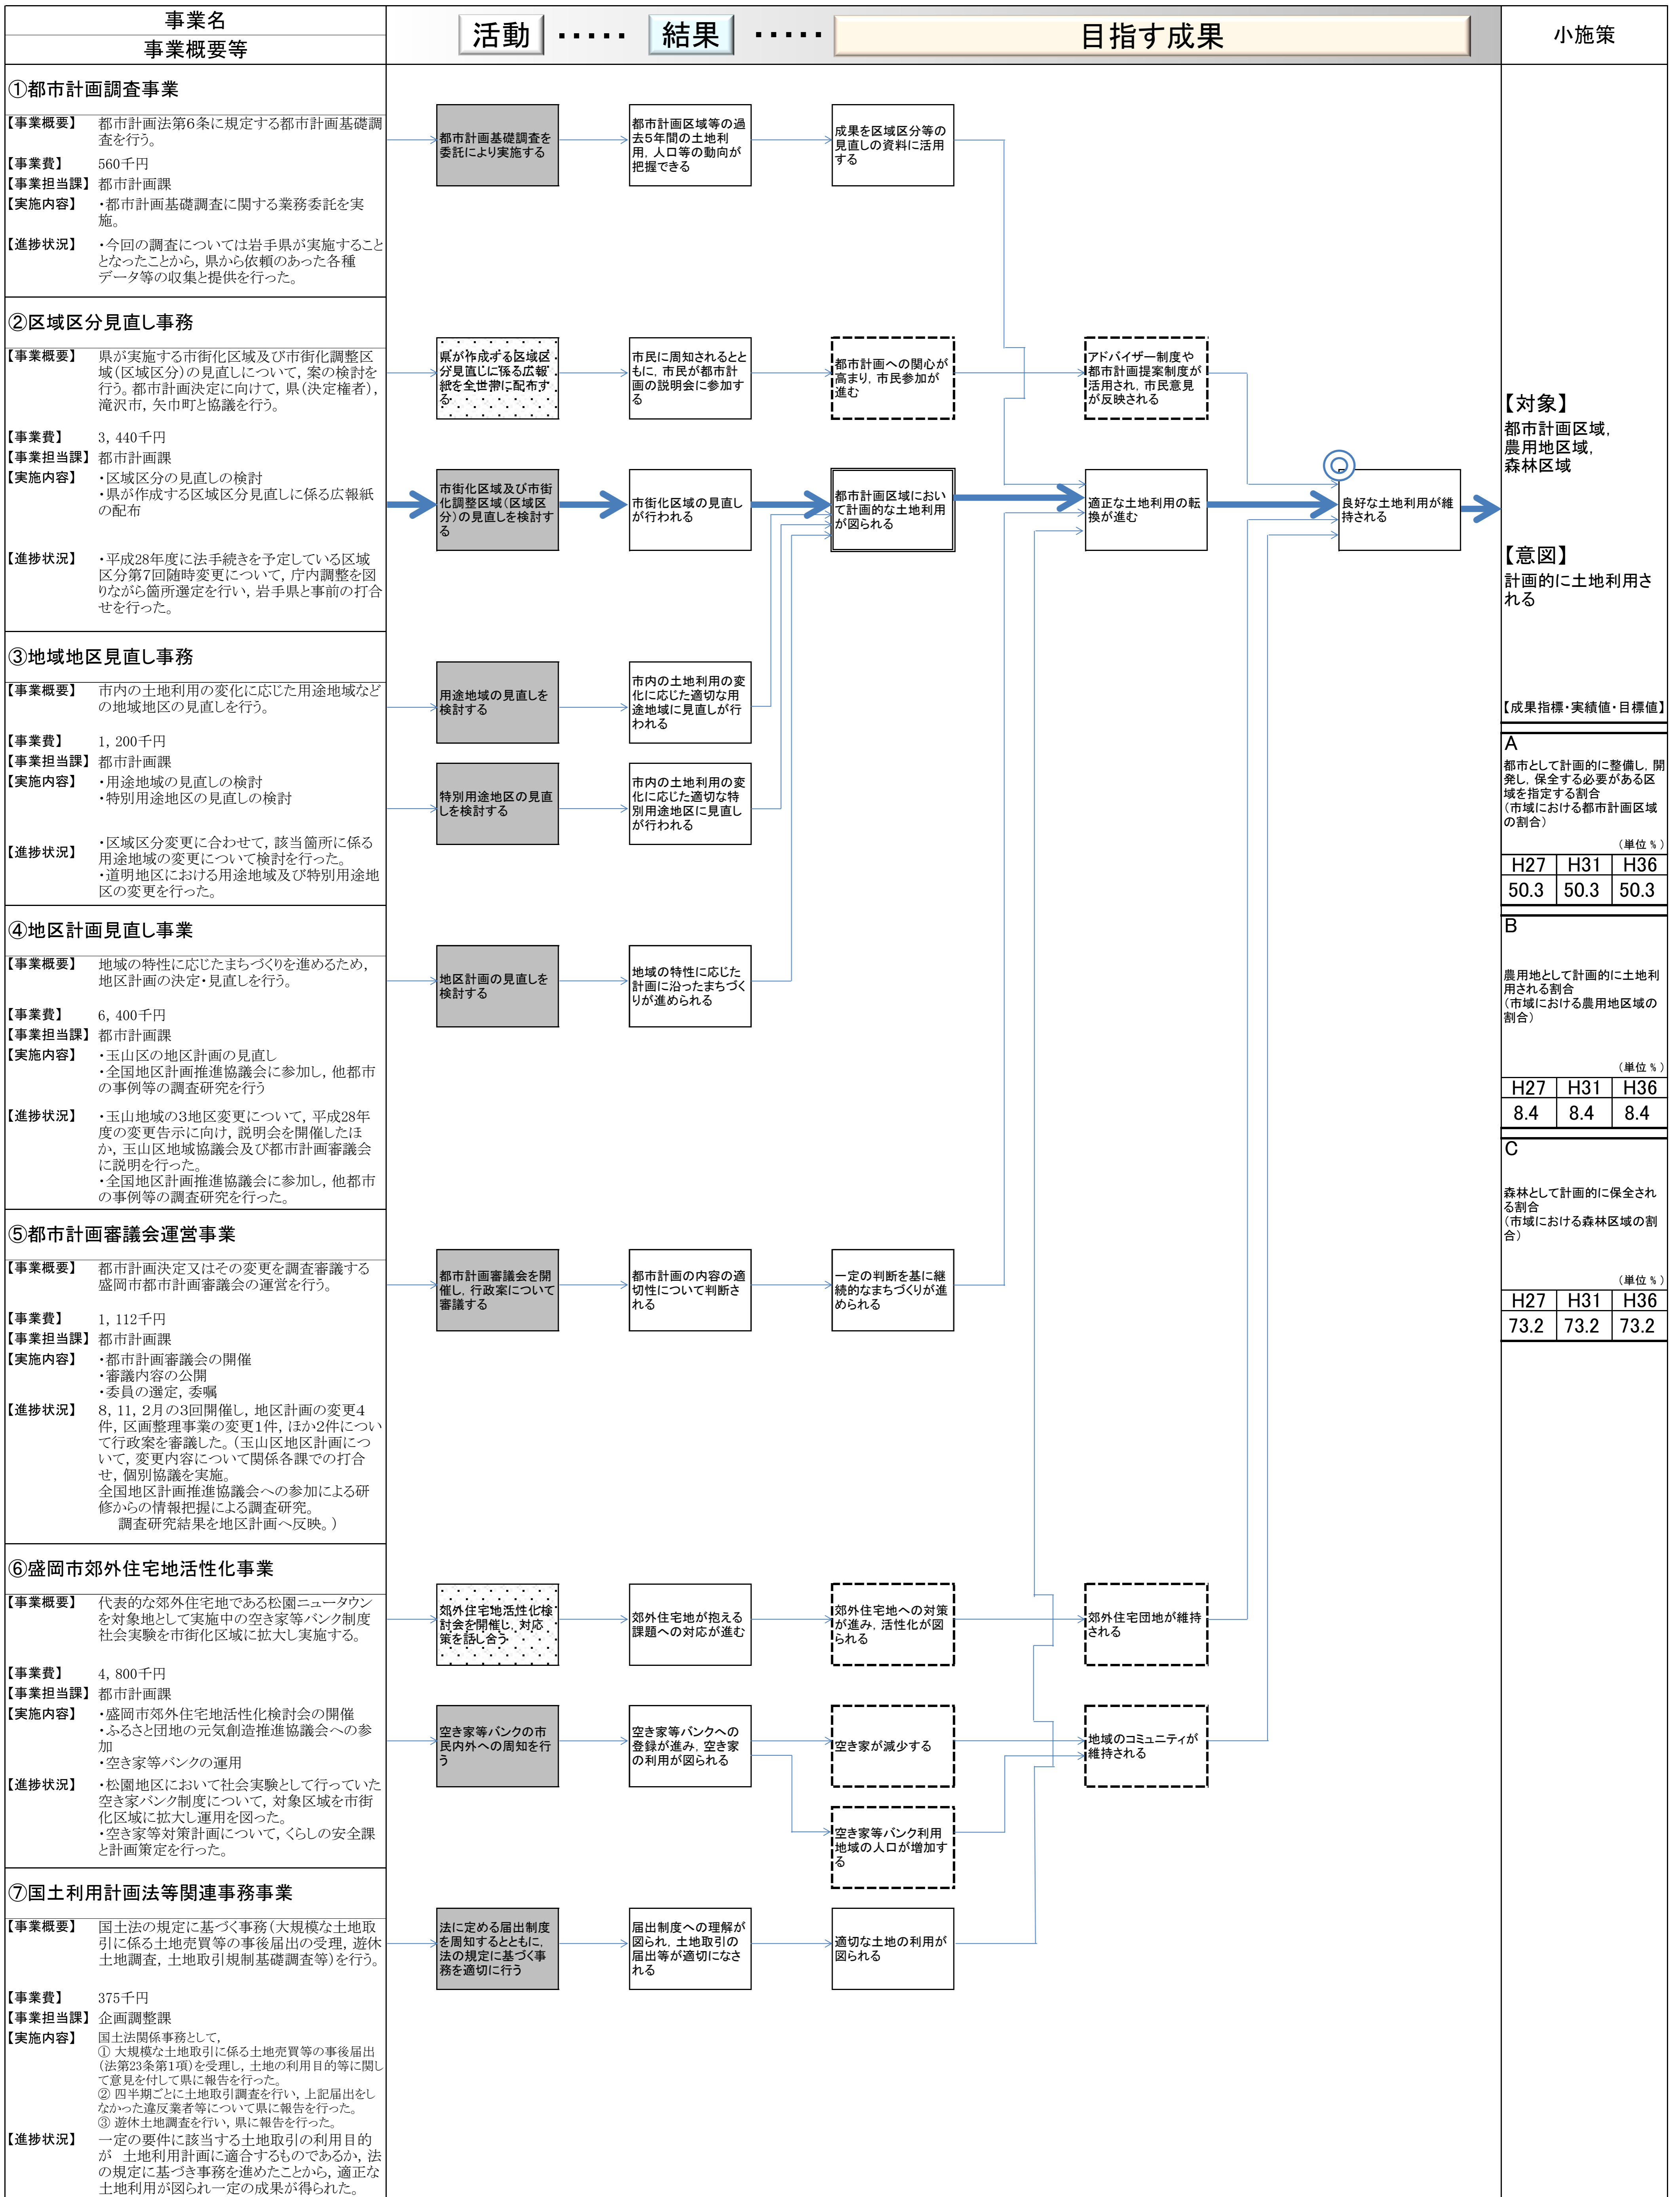 事業名
事業概要等
活動 ・・・・・ 結果 ・・・・・ 目指す成果
小施策
①都市計画調査事業
【事業概要】 都市計画法第6条に規定する都市計画基礎調
査を行う。
【事業費】 560千円
【事業担当課】 都市計画課
【実施内容】 ・都市計画基礎調査に関する業務委託を実
施。
【進捗状況】 ・今回の調査については岩手県が実施すること
となったことから，県から依頼のあった各種
データ等の収集と提供を行った。
都市計画基礎調査を
委託により実施する
都市計画区域等の過
去5年間の土地利
用，人口等の動向が
把握できる
成果を区域区分等の
見直しの資料に活用
する
②区域区分見直し事務
【事業概要】 県が実施する市街化区域及び市街化調整区
域（区域区分）の見直しについて，案の検討を
行う。都市計画決定に向けて，県（決定権者），
滝沢市，矢巾町と協議を行う。
【事業費】 3，440千円
【事業担当課】 都市計画課
【実施内容】 ・区域区分の見直しの検討
・県が作成する区域区分見直しに係る広報紙
の配布
【進捗状況】 ・平成28年度に法手続きを予定している区域
区分第7回随時変更について，庁内調整を図
りながら箇所選定を行い，岩手県と事前の打合
せを行った。
県が作成する区域区
分見直しに係る広報
紙を全世帯に配布す
る
市民に周知されるとと
もに，市民が都市計
画の説明会に参加す
る
都市計画への関心が
高まり，市民参加が
進む
アドバイザー制度や
都市計画提案制度が
活用され，市民意見
が反映される
市街化区域及び市街
化調整区域（区域区
分）の見直しを検討す
る
市街化区域の見直し
が行われる
都市計画区域におい
て計画的な土地利用
が図られる
適正な土地利用の転
換が進む
良好な土地利用が維
持される
③地域地区見直し事務
【事業概要】 市内の土地利用の変化に応じた用途地域など
の地域地区の見直しを行う。
【事業費】 1，200千円
【事業担当課】 都市計画課
【実施内容】 ・用途地域の見直しの検討
・特別用途地区の見直しの検討
【進捗状況】 ・区域区分変更に合わせて，該当箇所に係る
用途地域の変更について検討を行った。
・道明地区における用途地域及び特別用途地
区の変更を行った。
用途地域の見直しを
検討する
市内の土地利用の変
化に応じた適切な用
途地域に見直しが行
われる
特別用途地区の見直
しを検討する
市内の土地利用の変
化に応じた適切な特
別用途地区に見直し
が行われる
④地区計画見直し事業
【事業概要】 地域の特性に応じたまちづくりを進めるため，
地区計画の決定・見直しを行う。
【事業費】 6，400千円
【事業担当課】 都市計画課
【実施内容】 ・玉山区の地区計画の見直し
・全国地区計画推進協議会に参加し，他都市
の事例等の調査研究を行う
【進捗状況】 ・玉山地域の3地区変更について，平成28年
度の変更告示に向け，説明会を開催したほ
か，玉山区地域協議会及び都市計画審議会
に説明を行った。
・全国地区計画推進協議会に参加し，他都市
の事例等の調査研究を行った。
地区計画の見直しを
検討する
地域の特性に応じた
計画に沿ったまちづく
りが進められる
⑤都市計画審議会運営事業
【事業概要】 都市計画決定又はその変更を調査審議する
盛岡市都市計画審議会の運営を行う。
【事業費】 1，112千円
【事業担当課】 都市計画課
【実施内容】 ・都市計画審議会の開催
・審議内容の公開
・委員の選定，委嘱
【進捗状況】 8，11，2月の3回開催し，地区計画の変更4
件，区画整理事業の変更1件，ほか2件につい
て行政案を審議した。（玉山区地区計画につ
いて，変更内容について関係各課での打合
せ，個別協議を実施。
全国地区計画推進協議会への参加による研
修からの情報把握による調査研究。
調査研究結果を地区計画へ反映。）
都市計画審議会を開
催し，行政案について
審議する
都市計画の内容の適
切性について判断さ
れる
一定の判断を基に継
続的なまちづくりが進
められる
⑥盛岡市郊外住宅地活性化事業
【事業概要】 代表的な郊外住宅地である松園ニュータウン
を対象地として実施中の空き家等バンク制度
社会実験を市街化区域に拡大し実施する。
【事業費】 4，800千円
【事業担当課】 都市計画課
【実施内容】 ・盛岡市郊外住宅地活性化検討会の開催
・ふるさと団地の元気創造推進協議会への参
加
・空き家等バンクの運用
【進捗状況】 ・松園地区において社会実験として行っていた
空き家バンク制度について，対象区域を市街
化区域に拡大し運用を図った。
・空き家等対策計画について，くらしの安全課
と計画策定を行った。
郊外住宅地活性化検
討会を開催し，対応
策を話し合う
郊外住宅地が抱える
課題への対応が進む
郊外住宅地への対策
が進み，活性化が図
られる
郊外住宅団地が維持
される
空き家等バンクの市
民内外への周知を行
う
空き家等バンクへの
登録が進み，空き家
の利用が図られる
空き家が減少する
地域のコミュニティが
維持される
空き家等バンク利用
地域の人口が増加す
る
⑦国土利用計画法等関連事務事業
【事業概要】 国土法の規定に基づく事務（大規模な土地取
引に係る土地売買等の事後届出の受理，遊休
土地調査，土地取引規制基礎調査等）を行う。
【事業費】 375千円
【事業担当課】 企画調整課
【実施内容】 国土法関係事務として，
① 大規模な土地取引に係る土地売買等の事後届出
（法第23条第1項）を受理し，土地の利用目的等に関し
て意見を付して県に報告を行った。
② 四半期ごとに土地取引調査を行い，上記届出をし
なかった違反業者等について県に報告を行った。
③ 遊休土地調査を行い，県に報告を行った。
【進捗状況】 一定の要件に該当する土地取引の利用目的
が 土地利用計画に適合するものであるか，法
の規定に基づき事務を進めたことから，適正な
土地利用が図られ一定の成果が得られた。
法に定める届出制度
を周知するとともに，
法の規定に基づく事
務を適切に行う
届出制度への理解が
図られ，土地取引の
届出等が適切になさ
れる
適切な土地の利用が
図られる
【対象】
都市計画区域，
農用地区域，
森林区域
【意図】
計画的に土地利用さ
れる
【成果指標・実績値・目標値】
A
都市として計画的に整備し，開
発し，保全する必要がある区
域を指定する割合
（市域における都市計画区域
の割合）
（単位 % ）
H27 H31 H36
50.3 50.3 50.3
B
農用地として計画的に土地利
用される割合
（市域における農用地区域の
割合）
（単位 % ）
H27 H31 H36
8.4 8.4 8.4
C
森林として計画的に保全され
る割合
（市域における森林区域の割
合）
（単位 % ）
H27 H31 H36
73.2 73.2 73.2